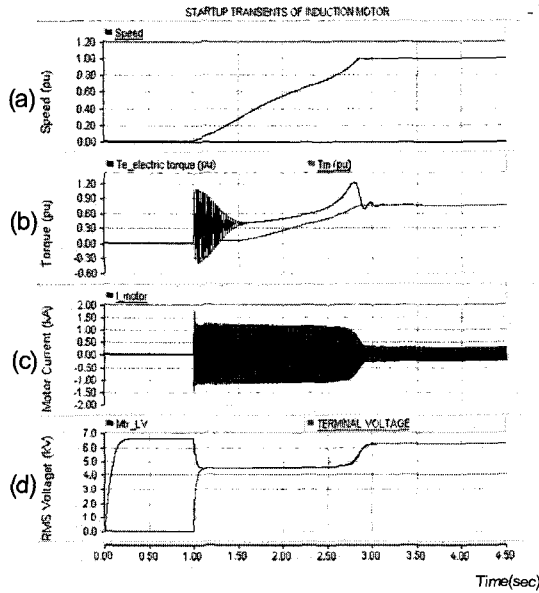 STARTUP TRANSIENTS OF INDUCTION MOTOR
Speed
(a)
Speed (pu)
1.20
1.00
0.80
0.60
0.40
0.20
0.00
Te_electric torque (pu)
Tm (pu)
(b)
Torque (pu)
1.20
0.90
0.60
0.30
0.00
-0.30
-0.60
I_motor
(c)
Motor Current (kA)
2.00
1.50
1.00
0.50
0.00
-0.50
-1.00
-1.50
-2.00
Mtr_LV
TERMINAL VOLTAGE
(d)
RMS Voltaget (kV)
7.0
6.0
5.0
4.0
3.0
2.0
1.0
0.0
0.00 0.50 1.00 1.50 2.00 2.50 3.00 3.50 4.00 4.50
Time(sec)